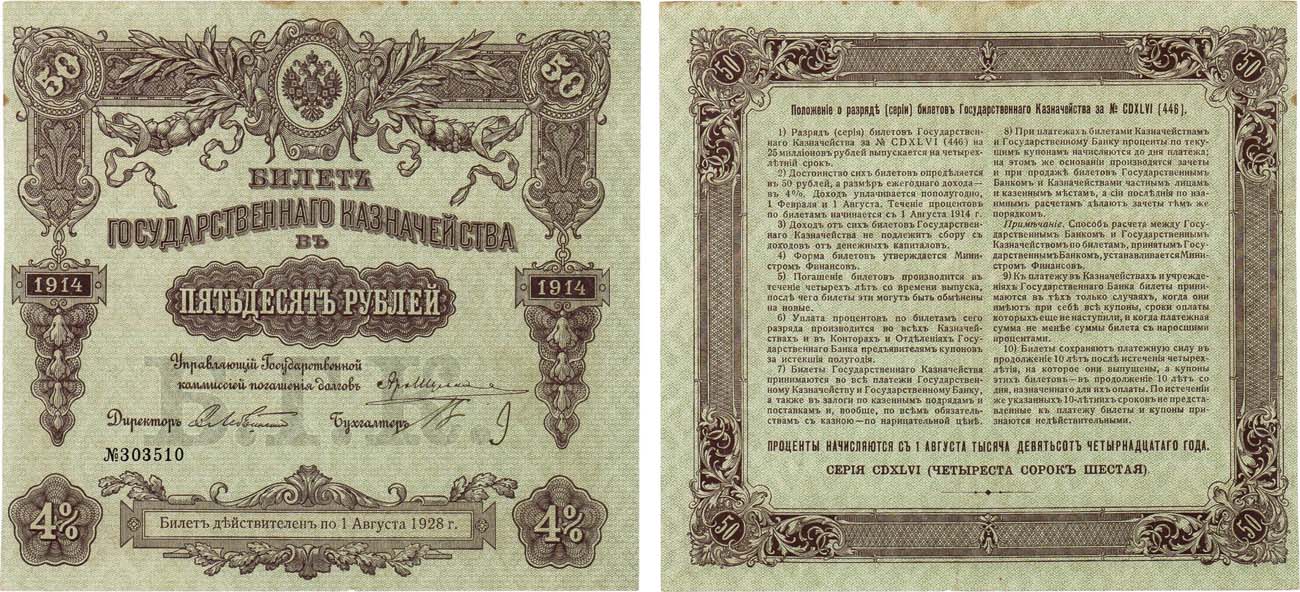 50
50
БИЛЕТЪ
ГОСУДАРСТВЕННАГО КАЗНАЧЕЙСТВА
ВЪ
1914
ПЯТЬДЕСЯТЪ РУБЛЕЙ
1914
Управляющій Государственной
коммиссіей погашенія долговъ
Директоръ
Бухгалтеръ
№303510
4%
Билетъ дѣйствителенъ по 1 Августа 1928 г.
4%
50
50
Положеніе о разрядѣ (серіи) билетовъ Государственнаго Казначейства за № CDXLVI (446).
1) Разрядъ (серія) билетовъ Государствен-
наго Казначейства за № CDXLVI (446) на
25 милліоновъ рублей выпускается на четырех-
лѣтній срокъ.
2) Достоинство сихъ билетовъ опредѣляется
въ 50 рублей, а размѣръ ежегоднаго дохода—
въ 4%. Доходъ уплачивается пополугодно,
1 Февраля и 1 Августа. Теченіе процентовъ
по билетамъ начинается съ 1 Августа 1914 г.
3) Доходъ отъ сихъ билетовъ Государствен-
наго Казначейства не подлежитъ сбору съ
доходовъ отъ денежныхъ капиталовъ.
4) Форма билетовъ утверждается Мини-
стромъ Финансовъ.
5) Погашеніе билетовъ производится въ
теченіе четырехъ лѣтъ со времени выпуска,
послѣ чего билеты эти могутъ быть обмѣнены
на новые.
6) Уплата процентовъ по билетамъ сего
разряда производится во всѣхъ Казначей-
ствахъ и въ Конторахъ и Отдѣленіяхъ Госу-
дарственнаго Банка предъявителямъ купоновъ
за истекшія полугодія.
7) Билеты Государственнаго Казначейства
принимаются во всѣ платежи Государствен-
ному Казначейству и Государственному Банку,
а также въ залоги по казеннымъ подрядамъ и
поставкамъ и, вообще, по всѣмъ обязатель-
ствамъ съ казною—по нарицательной цѣнѣ.
8) При платежахъ билетами Казначействамъ
и Государственному Банку проценты по теку-
щимъ купонамъ начисляются до дня платежа;
на этомъ же основаніи производятся зачеты
и при продажѣ билетовъ Государственнымъ
Банкомъ и Казначействами частнымъ лицамъ
и казеннымъ мѣстамъ, а сіи послѣднія по вза-
имнымъ расчетамъ дѣлаютъ зачеты тѣмъ же
порядкомъ.
Примѣчаніе. Способъ расчета между Госу-
дарственнымъ Банкомъ и Государственнымъ
Казначействомъ по билетамъ, принятымъ Госу-
дарственнымъ Банкомъ, устанавливается Мини-
стромъ Финансовъ.
9) Къ платежу въ Казначействахъ и учрежде-
ніяхъ Государственнаго Банка билеты прини-
маются въ тѣхъ только случаяхъ, когда они
имѣютъ при себѣ всѣ купоны, сроки оплаты
которыхъ еще не наступили, и когда платежная
сумма не менѣе суммы билета съ наросшими
процентами.
10) Билеты сохраняютъ платежную силу въ
продолженіе 10 лѣтъ послѣ истеченія четырех-
лѣтія, на которое они выпущены, а купоны
этихъ билетовъ—въ продолженіе 10 лѣтъ со
дня, назначеннаго для ихъ оплаты. По истеченіи
же указанныхъ 10-лѣтнихъ сроковъ не предста-
вленные къ платежу билеты и купоны при-
знаются недѣйствительными.
ПРОЦЕНТЫ НАЧИСЛЯЮТСЯ СЪ 1 АВГУСТА ТЫСЯЧА ДЕВЯТЬСОТЪ ЧЕТЫРНАДЦАТАГО ГОДА.
СЕРІЯ CDXLVI (ЧЕТЫРЕСТА СОРОКЪ ШЕСТАЯ).
50
50